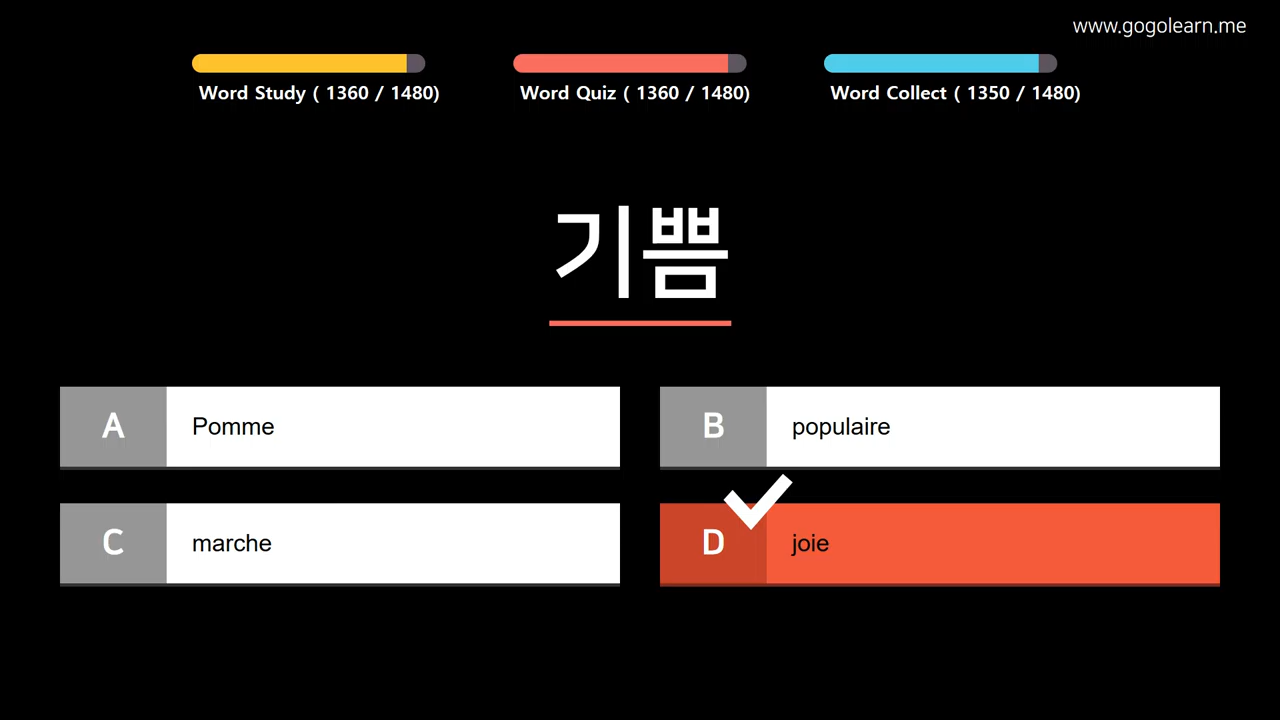 www.gogolearn.me
Word Study ( 1360 / 1480)
Word Quiz ( 1360 / 1480)
Word Collect ( 1350 / 1480)
기쁨
A
Pomme
B
populaire
C
marche
D
joie